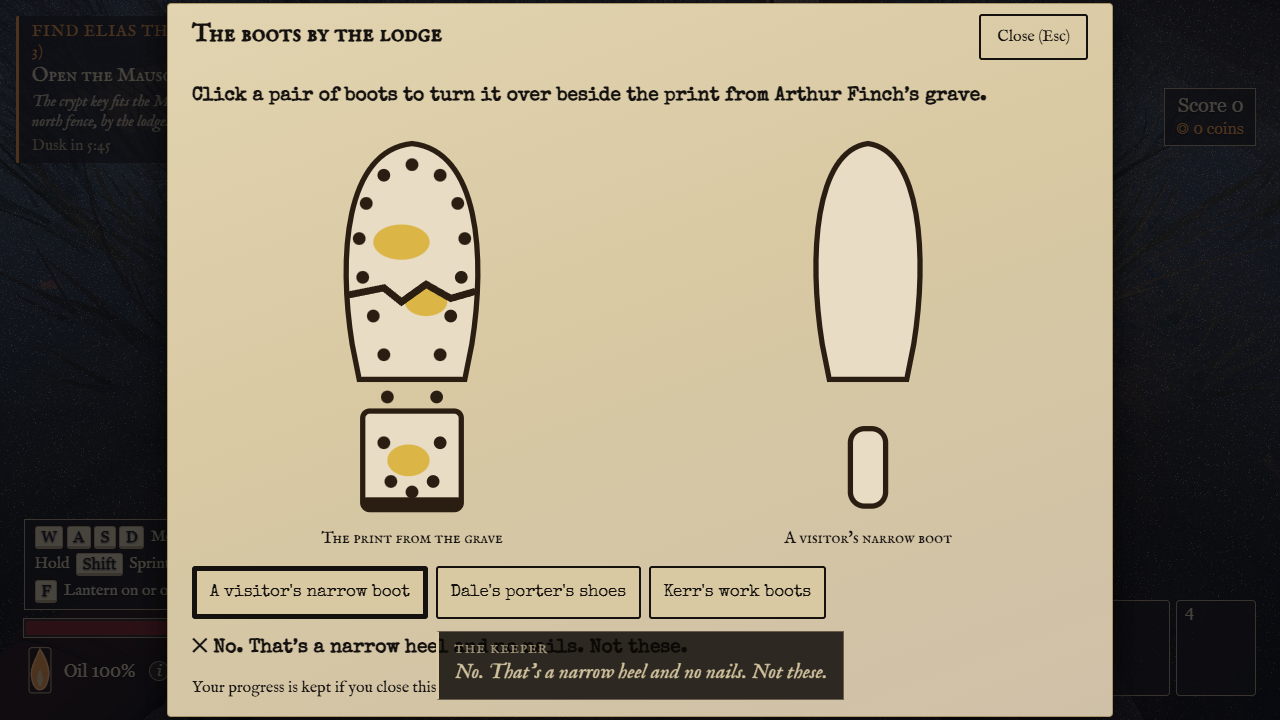 FIND ELIAS TH
3)
Open the Mauso
The crypt key fits the M
north fence, by the lodge.
Dusk in 5:45
The boots by the lodge
Close (Esc)
Click a pair of boots to turn it over beside the print from Arthur Finch's grave.
Score 0
0 coins
The print from the grave
A visitor's narrow boot
A visitor's narrow boot
Dale's porter's shoes
Kerr's work boots
✕ No. That's a narrow heel and no nails. Not these.
THE KEEPER
No. That's a narrow heel and no nails. Not these.
Your progress is kept if you close this
W A S D M
Hold Shift Sprin
F Lantern on or o
Oil 100% i
4